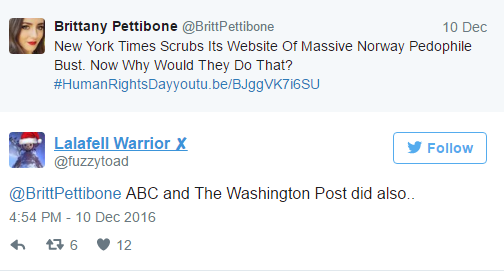 Brittany Pettibone @BrittPettibone 10 Dec
New York Times Scrubs Its Website Of Massive Norway Pedophile
Bust. Now Why Would They Do That?
#HumanRightsDayyoutu.be/BJggVK7i6SU
Lalafell Warrior ✗ Follow
@fuzzytoad
@BrittPettibone ABC and The Washington Post did also..
4:54 PM - 10 Dec 2016
6 12